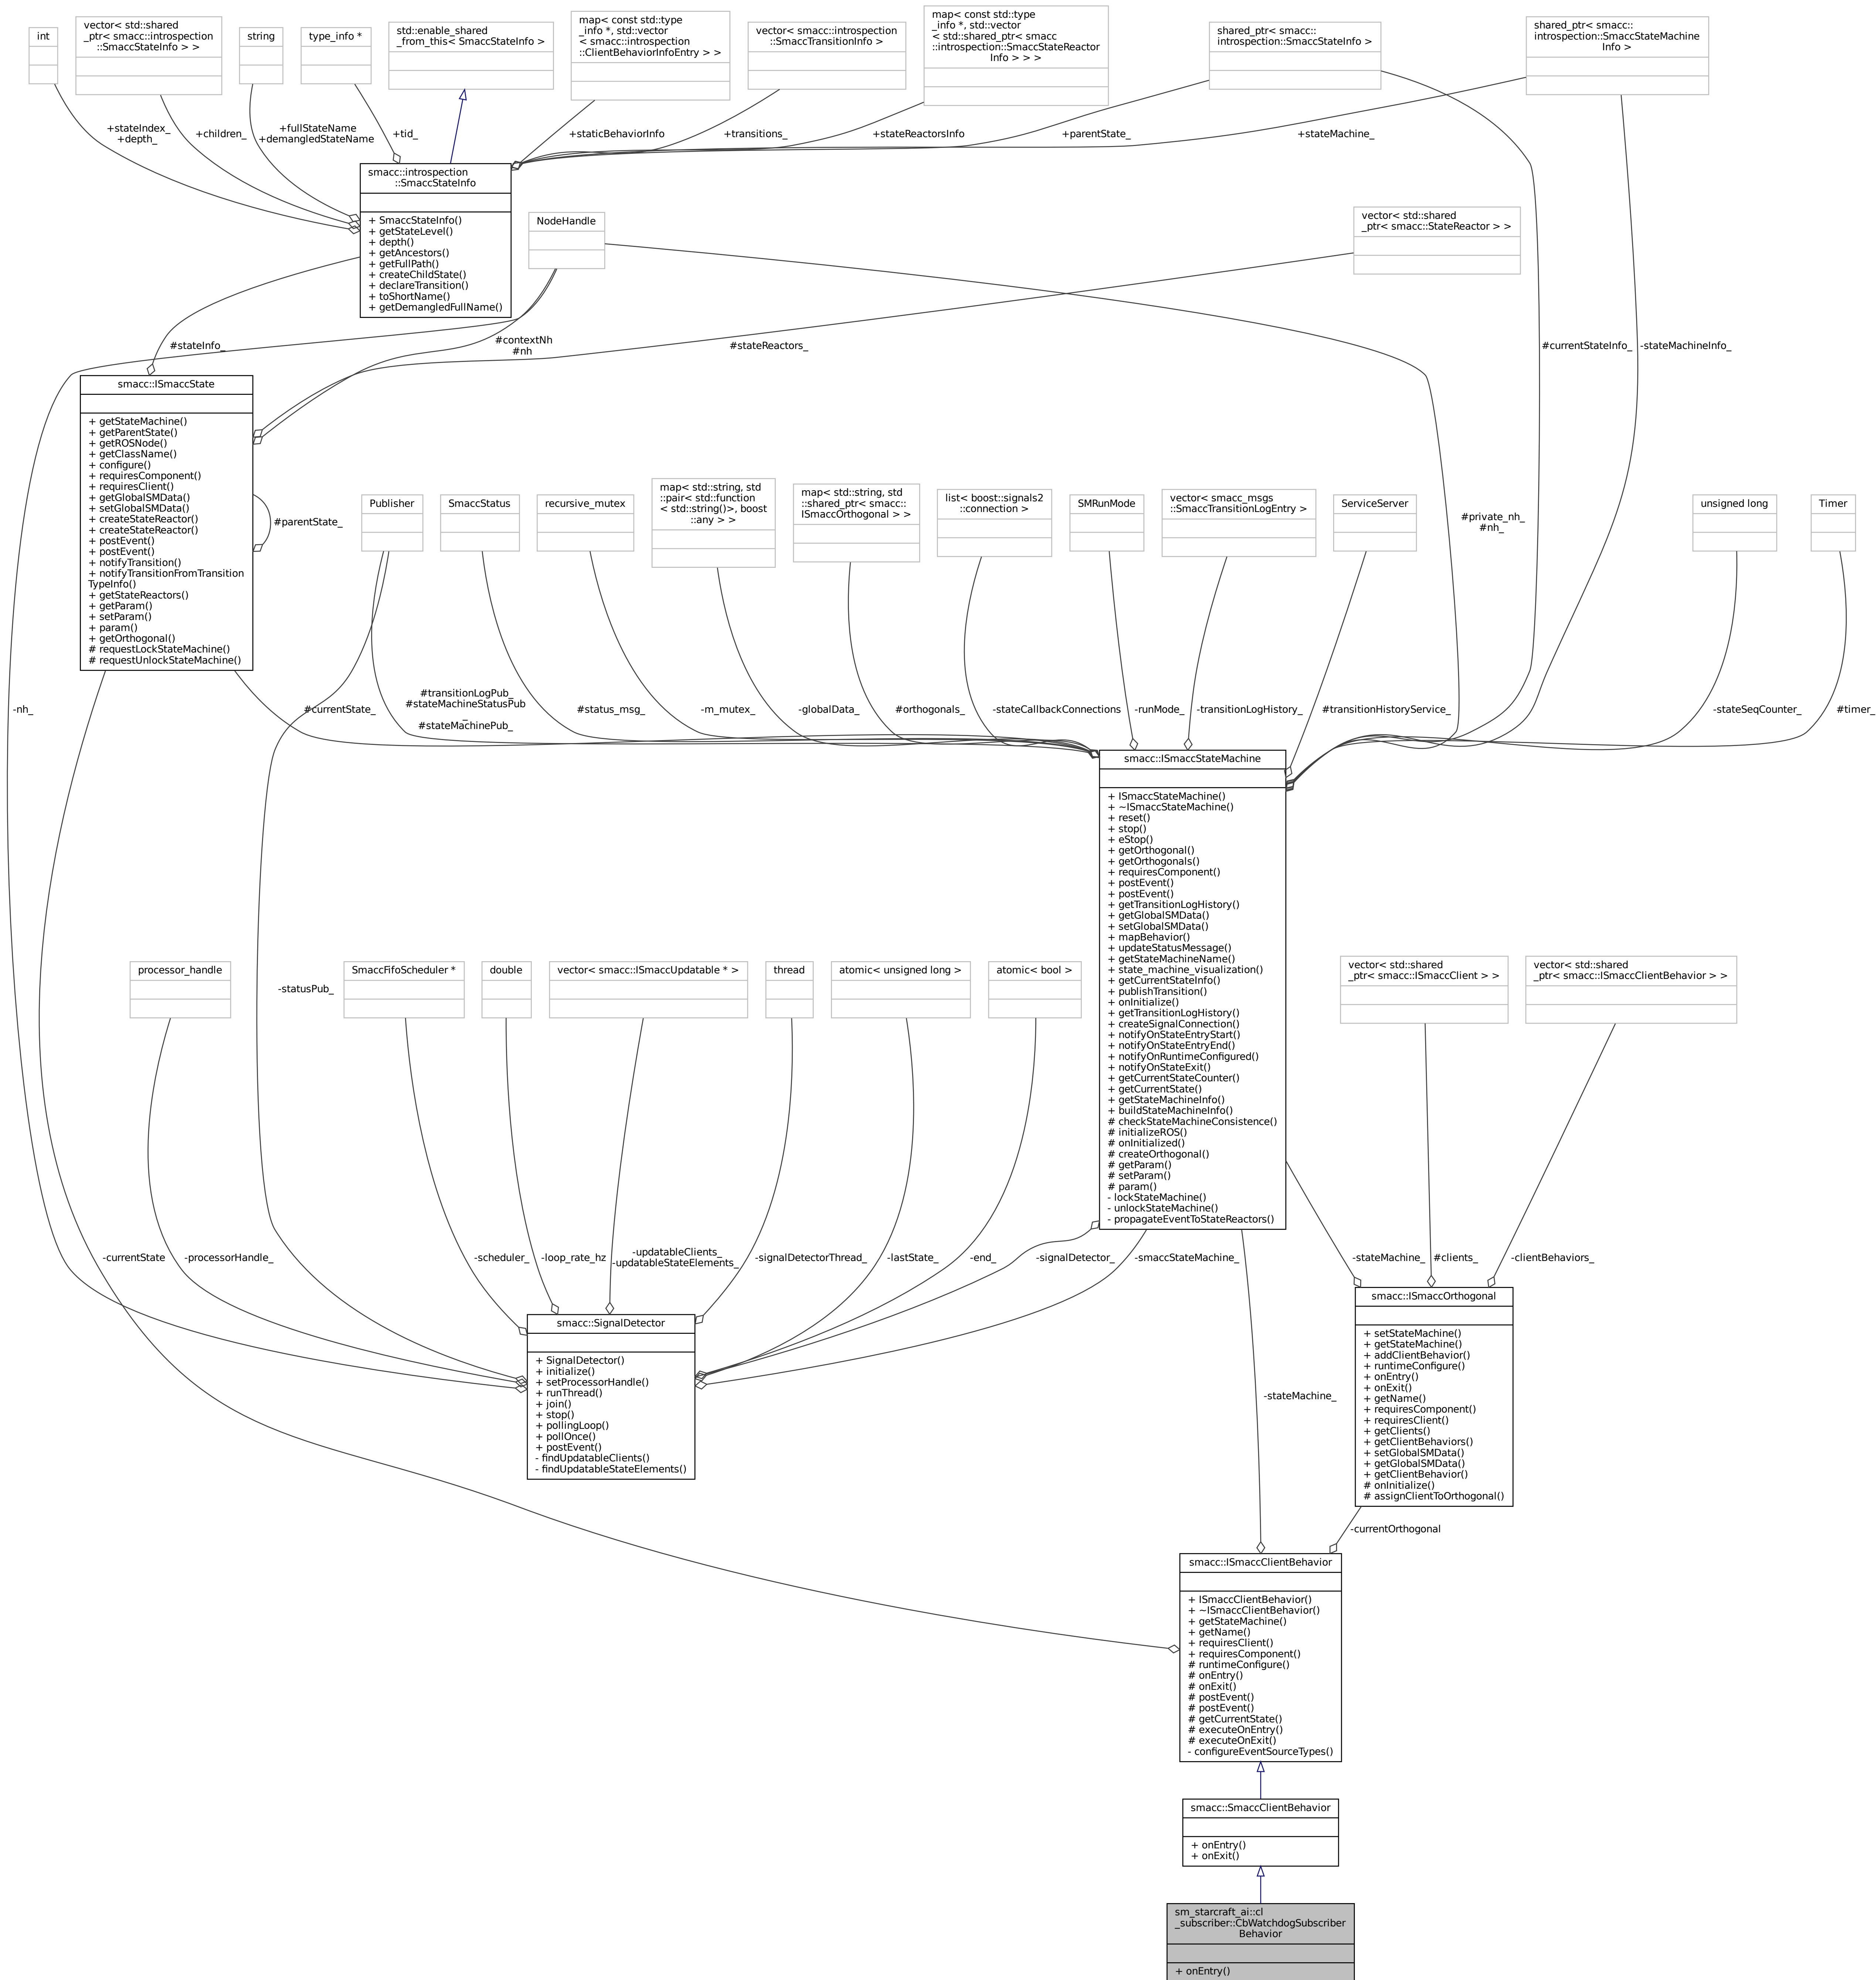 int
vector< std::shared
_ptr< smacc::introspection
::SmaccStateInfo > >
string
type_info *
std::enable_shared
_from_this< SmaccStateInfo >
map< const std::type
_info *, std::vector
< smacc::introspection
::ClientBehaviorInfoEntry > >
vector< smacc::introspection
::SmaccTransitionInfo >
map< const std::type
_info *, std::vector
< std::shared_ptr< smacc
::introspection::SmaccStateReactor
Info > > >
shared_ptr< smacc::
introspection::SmaccStateInfo >
shared_ptr< smacc::
introspection::SmaccStateMachine
Info >
+stateIndex_
+depth_
+children_
+fullStateName
+demangledStateName
+tid_
+staticBehaviorInfo
+transitions_
+stateReactorsInfo
+parentState_
+stateMachine_
smacc::introspection
::SmaccStateInfo
+ SmaccStateInfo()
+ getStateLevel()
+ depth()
+ getAncestors()
+ getFullPath()
+ createChildState()
+ declareTransition()
+ toShortName()
+ getDemangledFullName()
NodeHandle
vector< std::shared
_ptr< smacc::StateReactor > >
#stateInfo_
#contextNh
#nh
#stateReactors_
#currentStateInfo_
-stateMachineInfo_
smacc::ISmaccState
+ getStateMachine()
+ getParentState()
+ getROSNode()
+ getClassName()
+ configure()
+ requiresComponent()
+ requiresClient()
+ getGlobalSMData()
+ setGlobalSMData()
+ createStateReactor()
+ createStateReactor()
+ postEvent()
+ postEvent()
+ notifyTransition()
+ notifyTransitionFromTransition
TypeInfo()
+ getStateReactors()
+ getParam()
+ setParam()
+ param()
+ getOrthogonal()
# requestLockStateMachine()
# requestUnlockStateMachine()
#parentState_
Publisher
SmaccStatus
recursive_mutex
map< std::string, std
::pair< std::function
< std::string()>, boost
::any > >
map< std::string, std
::shared_ptr< smacc::
ISmaccOrthogonal > >
list< boost::signals2
::connection >
SMRunMode
vector< smacc_msgs
::SmaccTransitionLogEntry >
ServiceServer
#private_nh_
#nh_
unsigned long
Timer
-nh_
#currentState_
#transitionLogPub_
#stateMachineStatusPub
_
#stateMachinePub_
#status_msg_
-m_mutex_
-globalData_
#orthogonals_
-stateCallbackConnections
-runMode_
-transitionLogHistory_
#transitionHistoryService_
-stateSeqCounter_
#timer_
smacc::ISmaccStateMachine
+ ISmaccStateMachine()
+ ~ISmaccStateMachine()
+ reset()
+ stop()
+ eStop()
+ getOrthogonal()
+ getOrthogonals()
+ requiresComponent()
+ postEvent()
+ postEvent()
+ getTransitionLogHistory()
+ getGlobalSMData()
+ setGlobalSMData()
+ mapBehavior()
+ updateStatusMessage()
+ getStateMachineName()
+ state_machine_visualization()
+ getCurrentStateInfo()
+ publishTransition()
+ onInitialize()
+ getTransitionLogHistory()
+ createSignalConnection()
+ notifyOnStateEntryStart()
+ notifyOnStateEntryEnd()
+ notifyOnRuntimeConfigured()
+ notifyOnStateExit()
+ getCurrentStateCounter()
+ getCurrentState()
+ getStateMachineInfo()
+ buildStateMachineInfo()
# checkStateMachineConsistence()
# initializeROS()
# onInitialized()
# createOrthogonal()
# getParam()
# setParam()
# param()
- lockStateMachine()
- unlockStateMachine()
- propagateEventToStateReactors()
processor_handle
-statusPub_
SmaccFifoScheduler *
double
vector< smacc::ISmaccUpdatable * >
thread
atomic< unsigned long >
atomic< bool >
vector< std::shared
_ptr< smacc::ISmaccClient > >
vector< std::shared
_ptr< smacc::ISmaccClientBehavior > >
-currentState
-processorHandle_
-scheduler_
-loop_rate_hz
-updatableClients_
-updatableStateElements_
-signalDetectorThread_
-lastState_
-end_
-signalDetector_
-smaccStateMachine_
-stateMachine_
#clients_
-clientBehaviors_
smacc::SignalDetector
+ SignalDetector()
+ initialize()
+ setProcessorHandle()
+ runThread()
+ join()
+ stop()
+ pollingLoop()
+ pollOnce()
+ postEvent()
- findUpdatableClients()
- findUpdatableStateElements()
-stateMachine_
smacc::ISmaccOrthogonal
+ setStateMachine()
+ getStateMachine()
+ addClientBehavior()
+ runtimeConfigure()
+ onEntry()
+ onExit()
+ getName()
+ requiresComponent()
+ requiresClient()
+ getClients()
+ getClientBehaviors()
+ setGlobalSMData()
+ getGlobalSMData()
+ getClientBehavior()
# onInitialize()
# assignClientToOrthogonal()
-currentOrthogonal
smacc::ISmaccClientBehavior
+ ISmaccClientBehavior()
+ ~ISmaccClientBehavior()
+ getStateMachine()
+ getName()
+ requiresClient()
+ requiresComponent()
# runtimeConfigure()
# onEntry()
# onExit()
# postEvent()
# postEvent()
# getCurrentState()
# executeOnEntry()
# executeOnExit()
- configureEventSourceTypes()
smacc::SmaccClientBehavior
+ onEntry()
+ onExit()
sm_starcraft_ai::cl
_subscriber::CbWatchdogSubscriber
Behavior
+ onEntry()